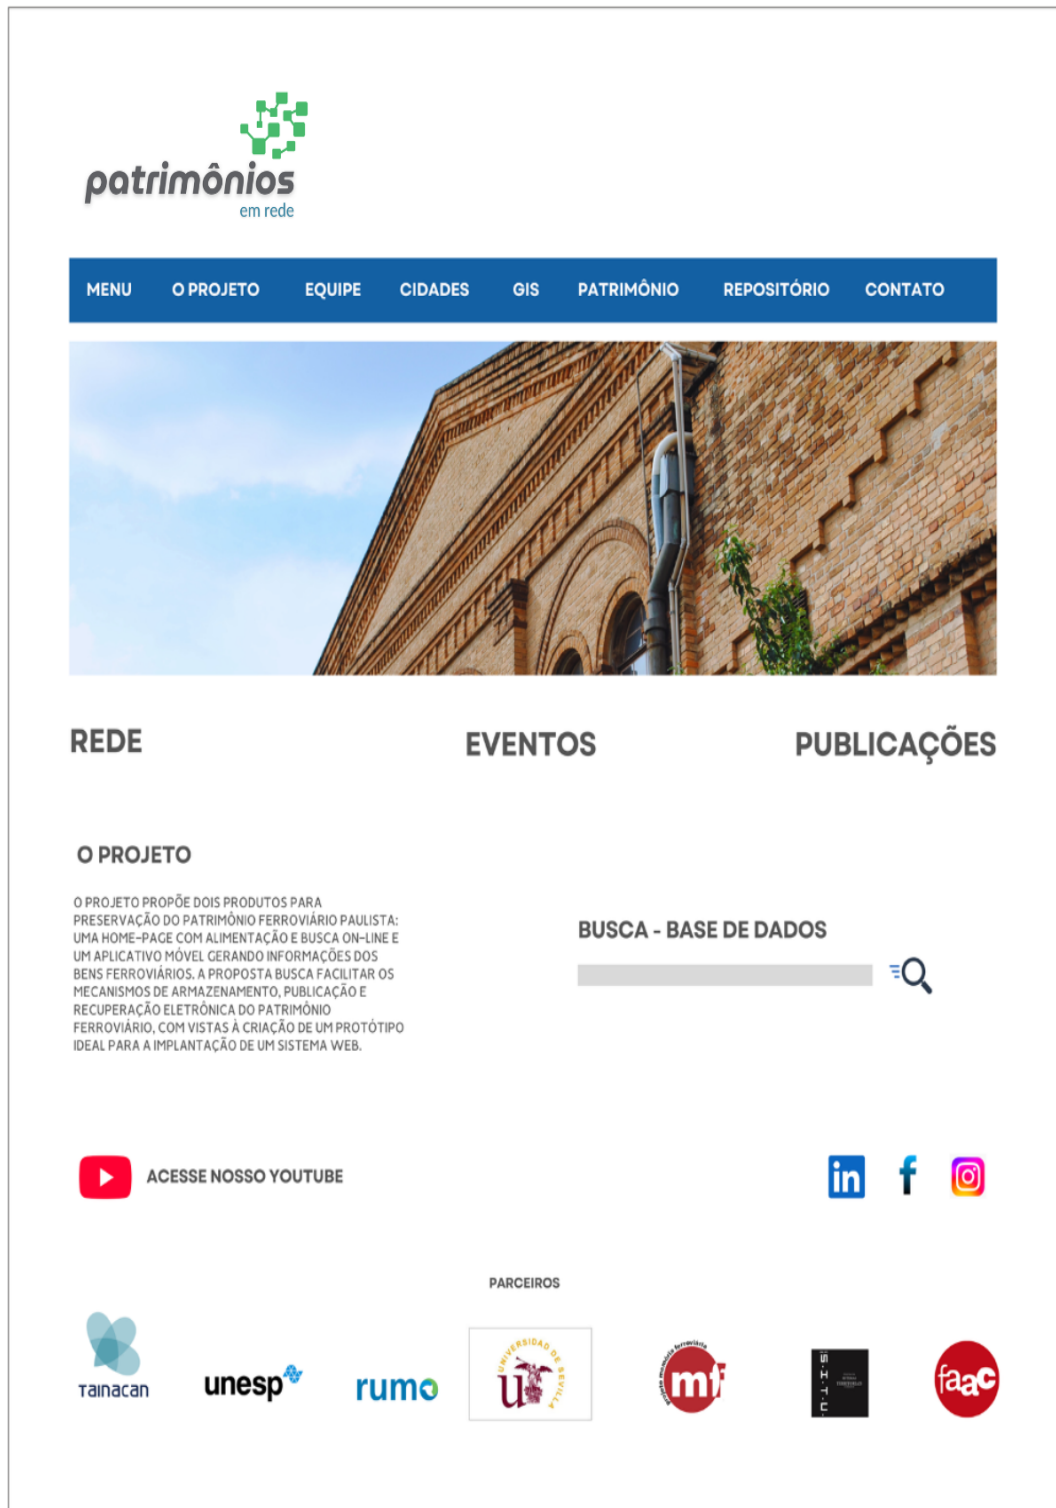 patrimônios
em rede
MENU O PROJETO EQUIPE CIDADES GIS PATRIMÔNIO REPOSITÓRIO CONTATO
REDE EVENTOS PUBLICAÇÕES
O PROJETO
O PROJETO PROPÕE DOIS PRODUTOS PARA
PRESERVAÇÃO DO PATRIMÔNIO FERROVIÁRIO PAULISTA:
UMA HOME-PAGE COM ALIMENTAÇÃO E BUSCA ON-LINE E
UM APLICATIVO MÓVEL GERANDO INFORMAÇÕES DOS
BENS FERROVIÁRIOS. A PROPOSTA BUSCA FACILITAR OS
MECANISMOS DE ARMAZENAMENTO, PUBLICAÇÃO E
RECUPERAÇÃO ELETRÔNICA DO PATRIMÔNIO
FERROVIÁRIO, COM VISTAS À CRIAÇÃO DE UM PROTÓTIPO
IDEAL PARA A IMPLANTAÇÃO DE UM SISTEMA WEB.
BUSCA - BASE DE DADOS
ACESSE NOSSO YOUTUBE
in f
PARCEIROS
TAINACAN
unesp
rumo
UNIVERSIDAD DE SEVILLA
US
projeto memória ferroviária
mf
S.H.T.U.
faac